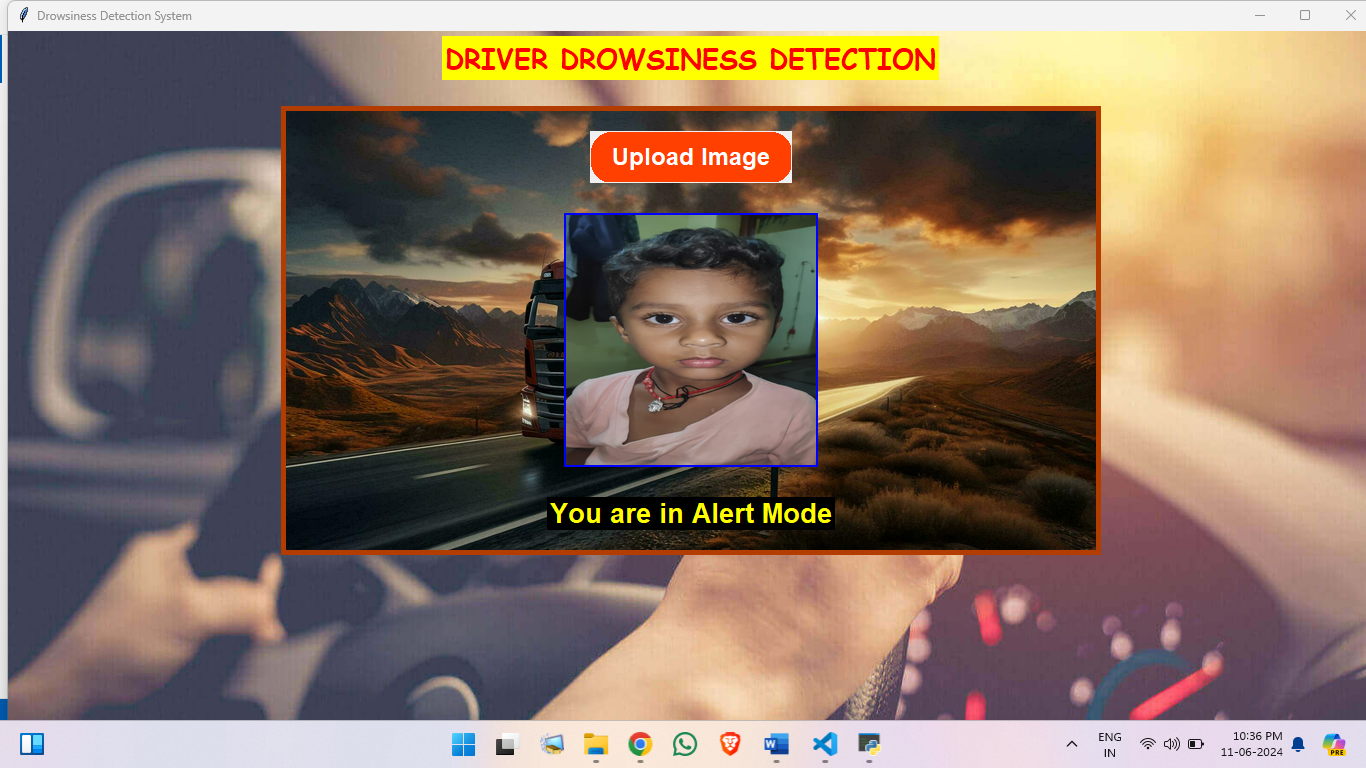 Drowsiness Detection System
DRIVER DROWSINESS DETECTION
Upload Image
You are in Alert Mode
ENG
IN
10:36 PM
11-06-2024
W
PRE